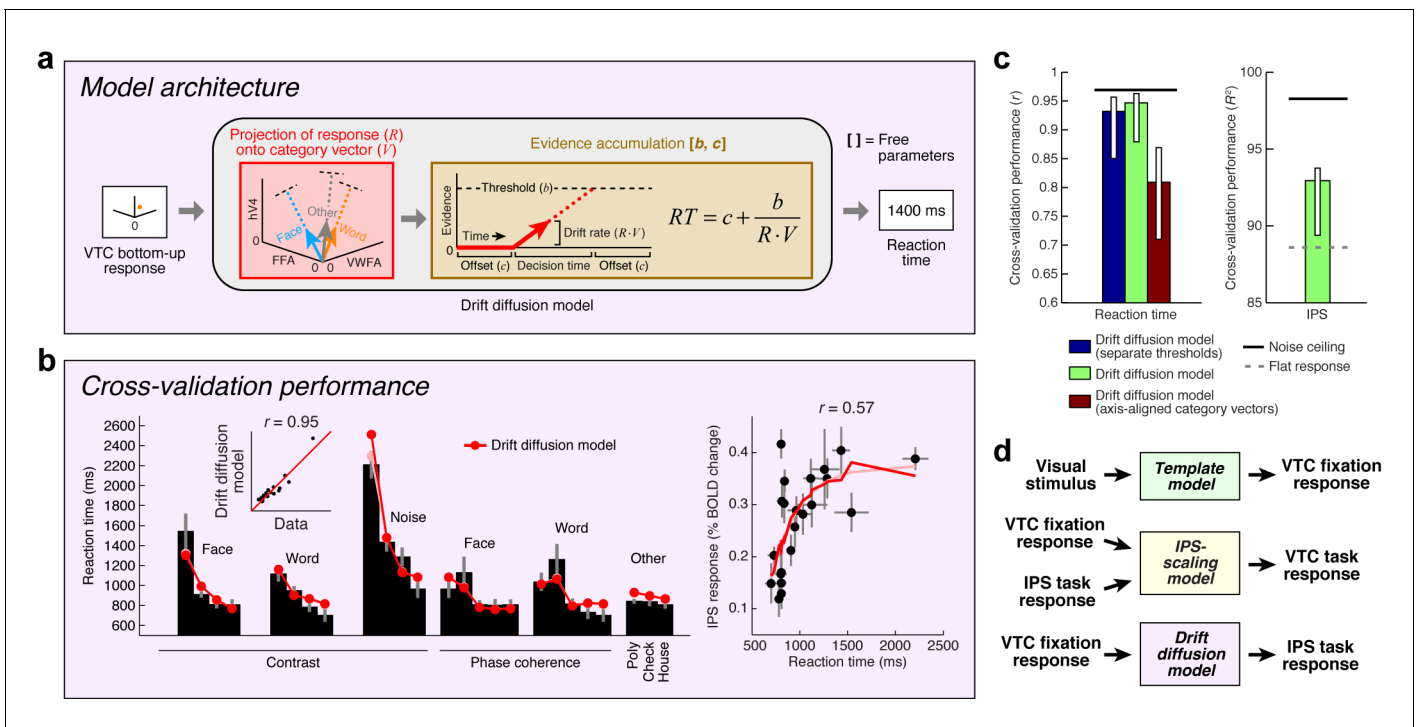 a
Model architecture
Projection of response (R)
onto category vector (V)
Evidence accumulation [b, c]
[ ] = Free
parameters
VTC bottom-up
response
hV4
0
Face
Other
Word
FFA
0 0
VWFA
Evidence
Threshold (b)
Time
Drift rate (R·V)
0
Offset (c)
Decision time
Offset (c)
RT = c + b / R · V
1400 ms
Reaction
time
Drift diffusion model
b
Cross-validation performance
Reaction time (ms)
2600
2400
2200
2000
1800
1600
1400
1200
1000
800
600
r = 0.95
Drift diffusion
model
Data
Drift diffusion model
Face
Word
Noise
Face
Word
Other
Contrast
Phase coherence
Poly
Check
House
r = 0.57
IPS response (% BOLD change)
0.4
0.3
0.2
0.1
500 1000 1500 2000 2500
Reaction time (ms)
c
Cross-validation performance (r)
1
0.95
0.9
0.85
0.8
0.75
0.7
0.65
0.6
Reaction time
Cross-validation performance (R²)
100
95
90
85
IPS
Drift diffusion model
(separate thresholds)
Drift diffusion model
Drift diffusion model
(axis-aligned category vectors)
Noise ceiling
Flat response
d
Visual
stimulus
Template
model
VTC fixation
response
VTC fixation
response
IPS task
response
IPS-
scaling
model
VTC task
response
VTC fixation
response
Drift
diffusion
model
IPS task
response